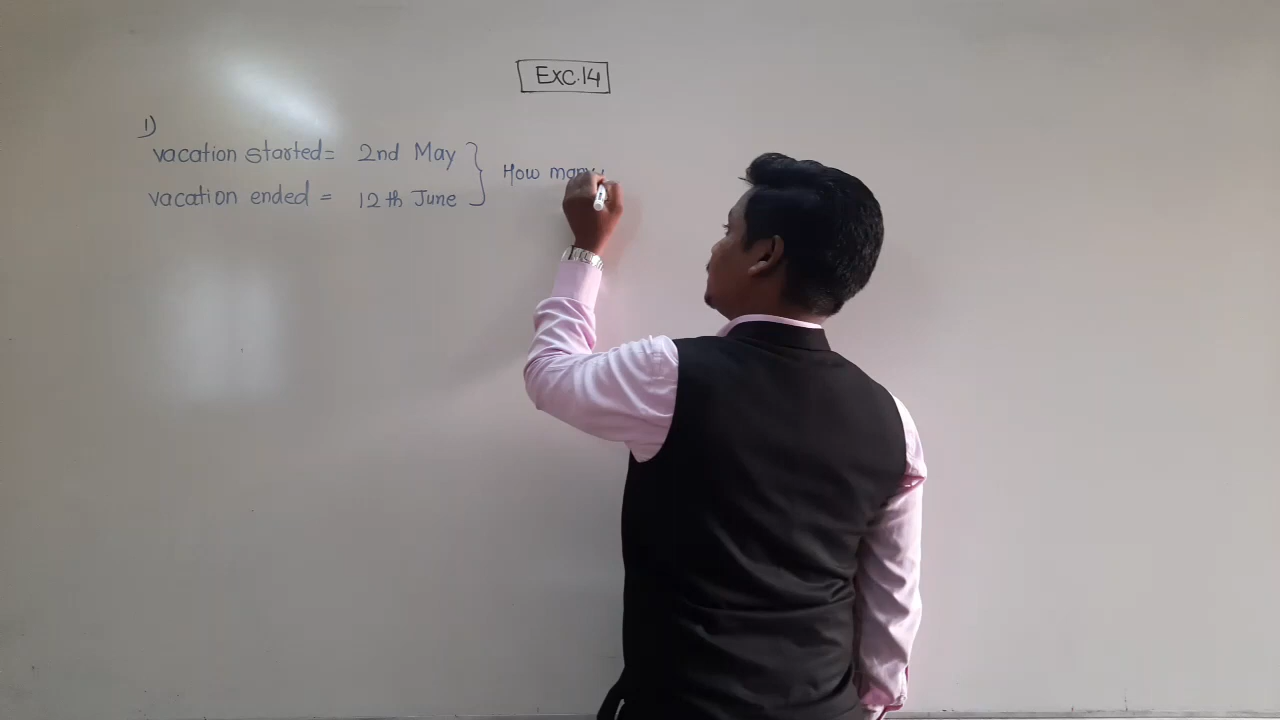 Exc.14
1)
vacation started = 2nd May
vacation ended = 12th June
How many